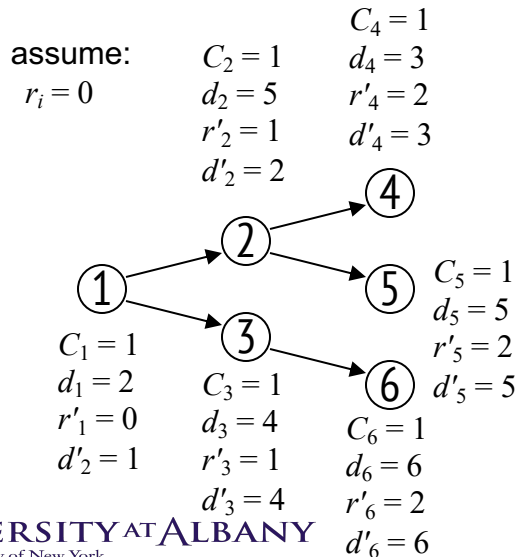 assume:
r_i = 0
C_2 = 1
d_2 = 5
r'_2 = 1
d'_2 = 2
C_4 = 1
d_4 = 3
r'_4 = 2
d'_4 = 3
4
2
1
5
3
6
C_5 = 1
d_5 = 5
r'_5 = 2
d'_5 = 5
C_1 = 1
d_1 = 2
r'_1 = 0
d'_2 = 1
C_3 = 1
d_3 = 4
r'_3 = 1
d'_3 = 4
C_6 = 1
d_6 = 6
r'_6 = 2
d'_6 = 6
ERSITY AT ALBANY